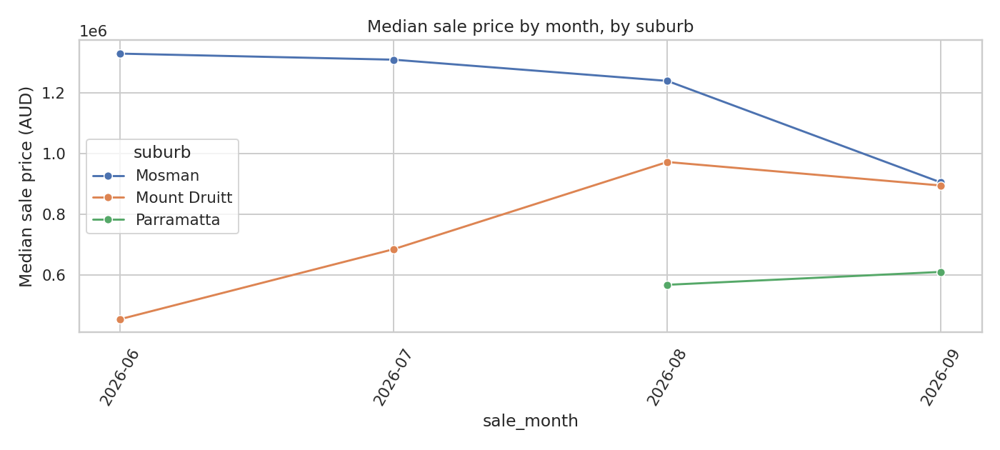 Median sale price by month, by suburb
1e6
Median sale price (AUD)
1.2
1.0
0.8
0.6
suburb
Mosman
Mount Druitt
Parramatta
2026-06
2026-07
2026-08
2026-09
sale_month